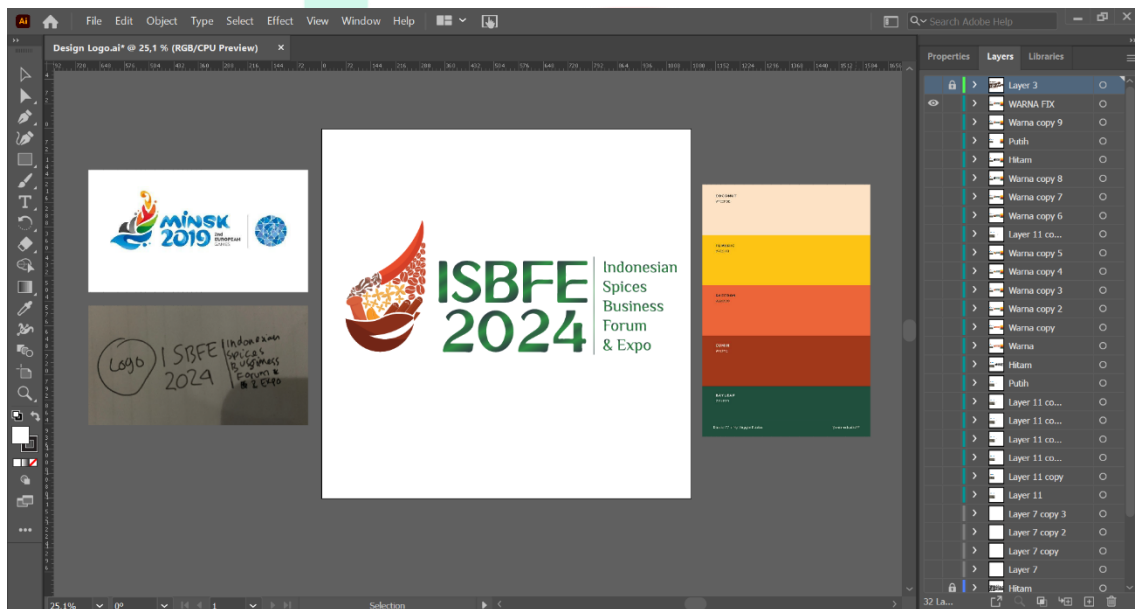 Ai
File Edit Object Type Select Effect View Window Help
Search Adobe Help
Design Logo.ai* @ 25,1 % (RGB/CPU Preview) ×
Properties Layers Libraries
MINSK
2019
2ND
EUROPEAN
GAMES
Logo
ISBFE
2024
Indonesian
Spices
Business
Forum
& Expo
ISBFE
2024
Indonesian
Spices
Business
Forum
& Expo
COCONUT
CUMIN
BAYLEAF
Layer 3
WARNA FIX
Warna copy 9
Putih
Hitam
Warna copy 8
Warna copy 7
Warna copy 6
Layer 11 co...
Warna copy 5
Warna copy 4
Warna copy 3
Warna copy 2
Warna copy
Warna
Hitam
Putih
Layer 11 co...
Layer 11 co...
Layer 11 co...
Layer 11 co...
Layer 11 copy
Layer 11
Layer 7 copy 3
Layer 7 copy 2
Layer 7 copy
Layer 7
Hitam
32 La...
25,1% 0° 1 Selection